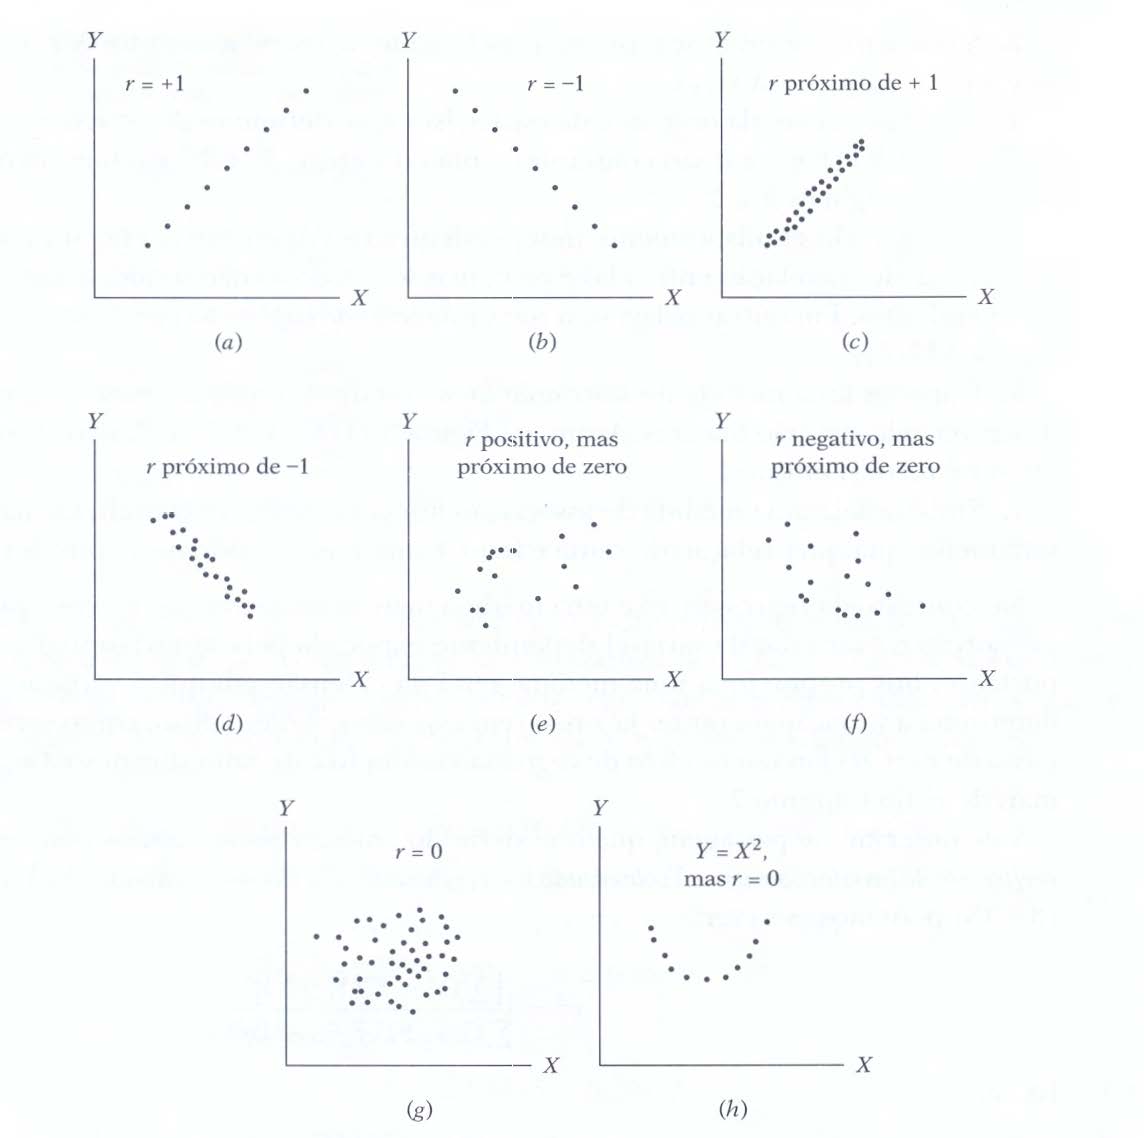 Y
r = +1
X
(a)
Y
r = −1
X
(b)
Y
r próximo de + 1
X
(c)
Y
r próximo de −1
X
(d)
Y
r positivo, mas
próximo de zero
X
(e)
Y
r negativo, mas
próximo de zero
X
(f)
Y
r = 0
X
(g)
Y
Y = X²,
mas r = 0
X
(h)